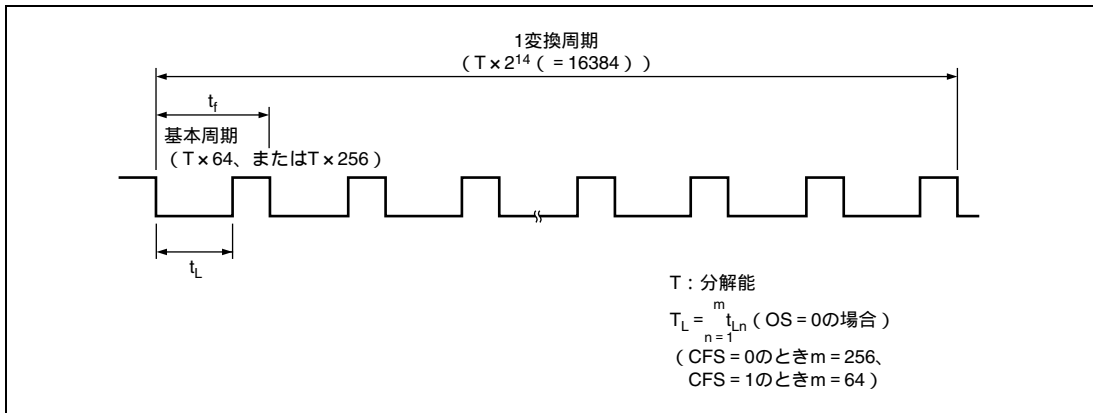 1変換周期
（T×2¹⁴（=16384））
t_f
基本周期
（T×64、またはT×256）
t_L
T：分解能
m
T_L = t_Ln（OS=0の場合）
n=1
（CFS=0のときm=256、
CFS=1のときm=64）